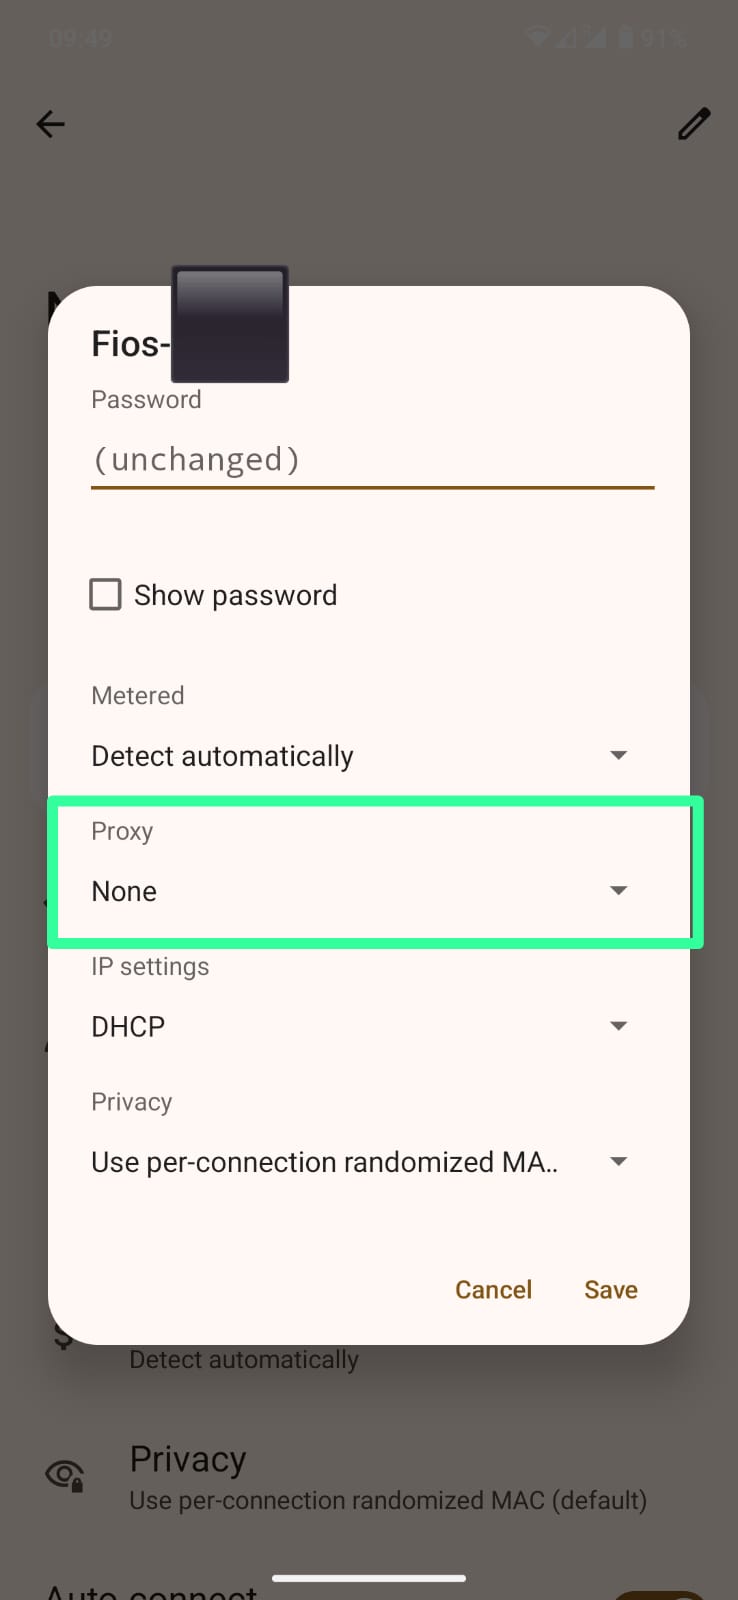 09:49
91%
Fios-
Password
(unchanged)
Show password
Metered
Detect automatically
Proxy
None
IP settings
DHCP
Privacy
Use per-connection randomized MA..
Cancel
Save
Detect automatically
Privacy
Use per-connection randomized MAC (default)
Auto-connect